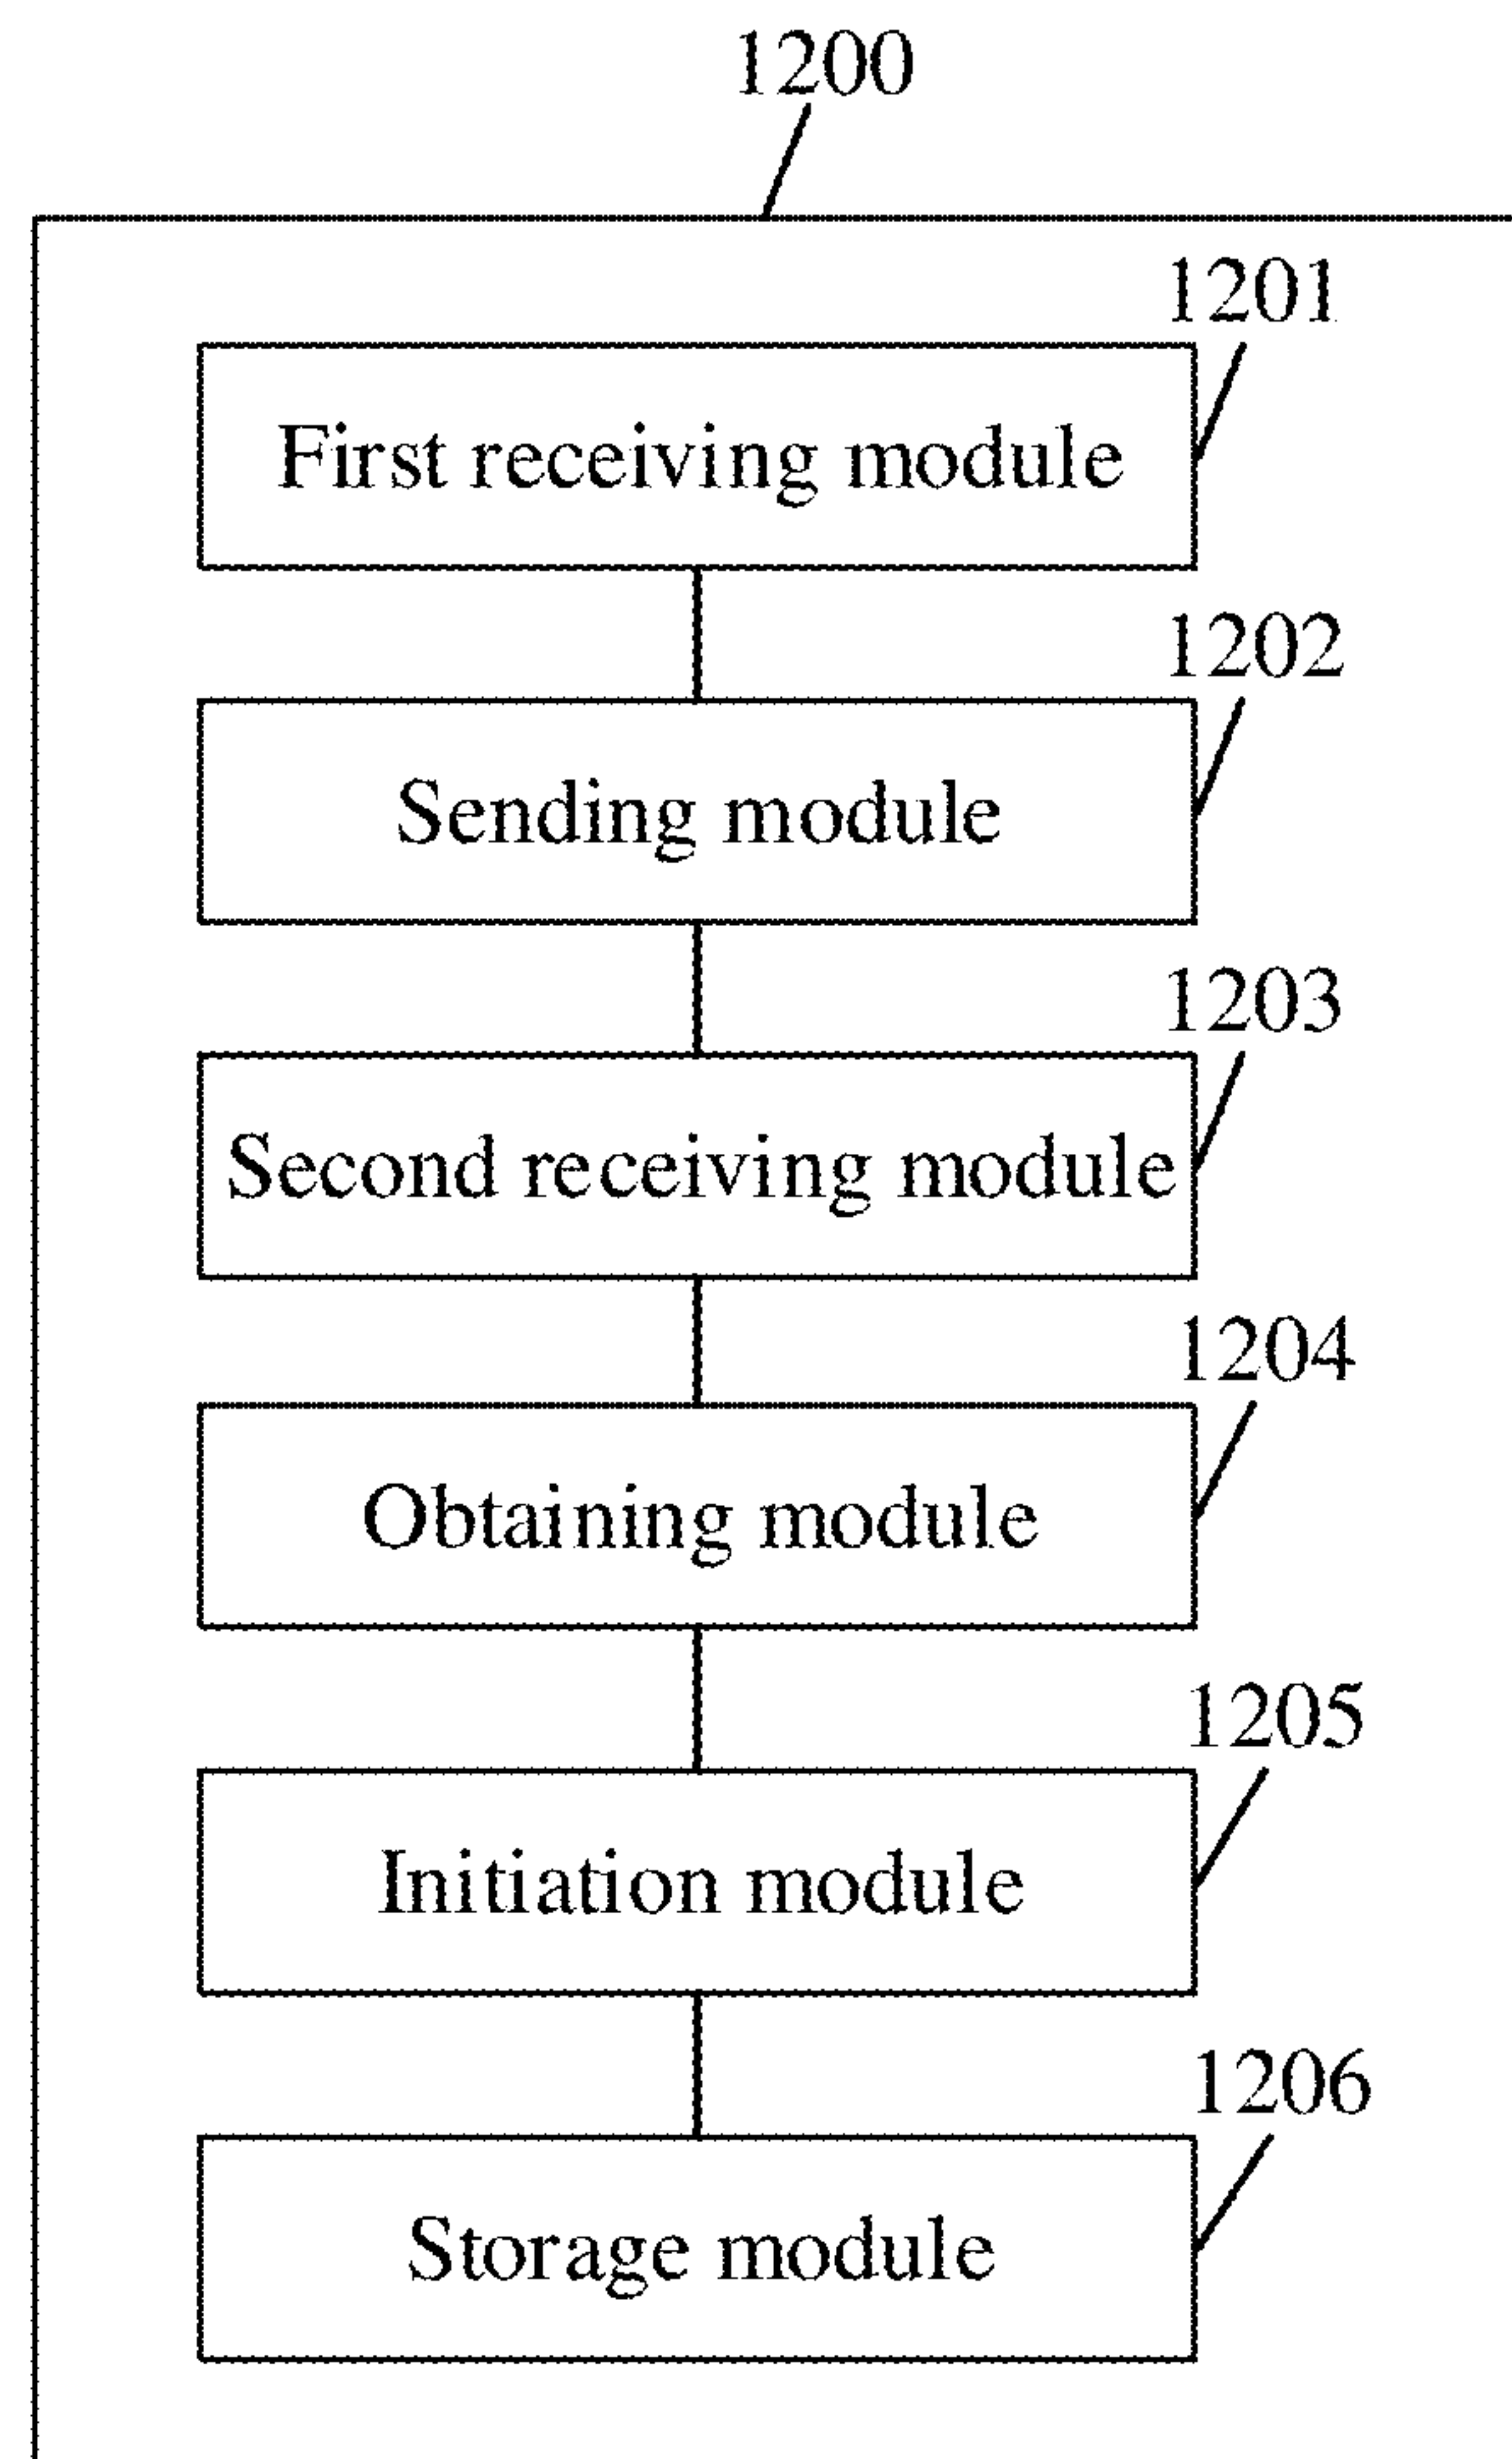 1200
1201
First receiving module
1202
Sending module
1203
Second receiving module
1204
Obtaining module
1205
Initiation module
1206
Storage module